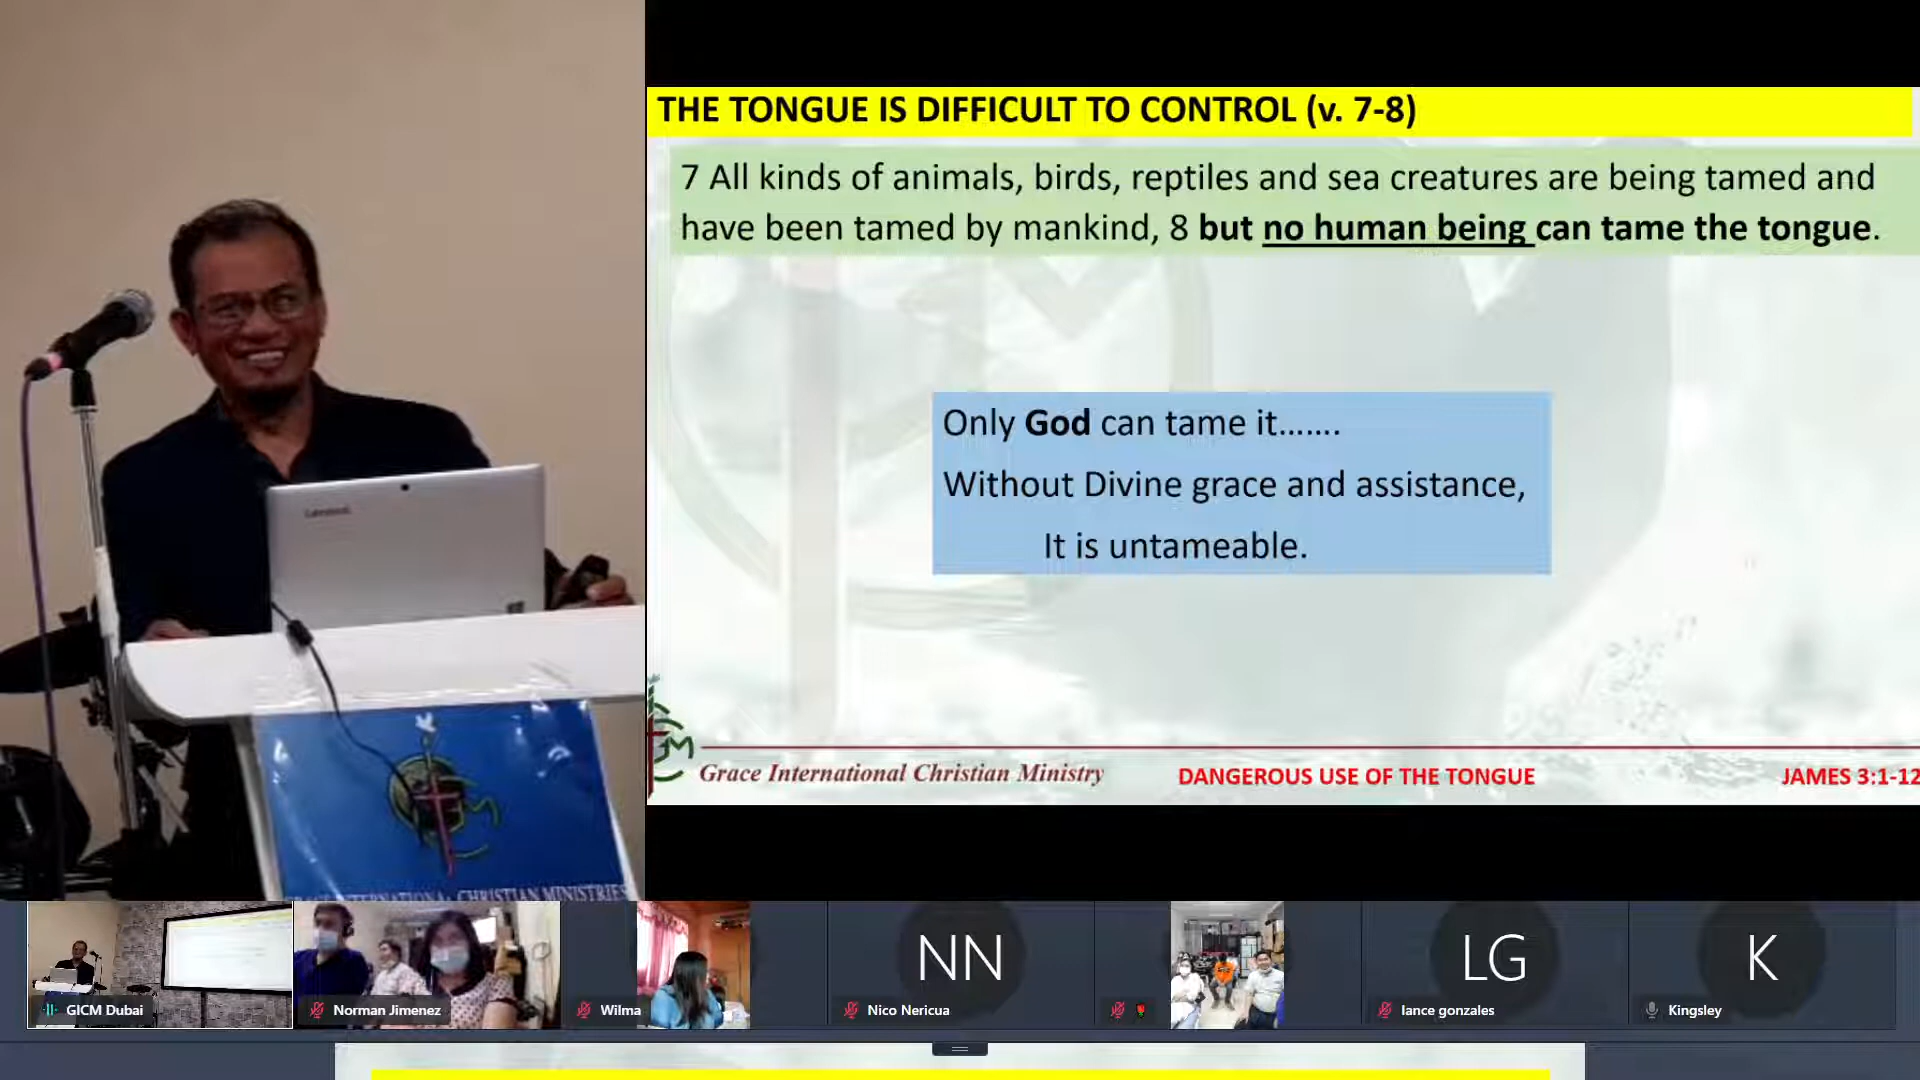 THE TONGUE IS DIFFICULT TO CONTROL (v. 7-8)
7 All kinds of animals, birds, reptiles and sea creatures are being tamed and
have been tamed by mankind, 8 but no human being can tame the tongue.
Only God can tame it.......
Without Divine grace and assistance,
It is untameable.
Grace International Christian Ministry
DANGEROUS USE OF THE TONGUE
JAMES 3:1-12
Lenovo
CHRISTIAN MINISTRIES
GICM Dubai
Norman Jimenez
Wilma
NN
Nico Nericua
LG
lance gonzales
K
Kingsley